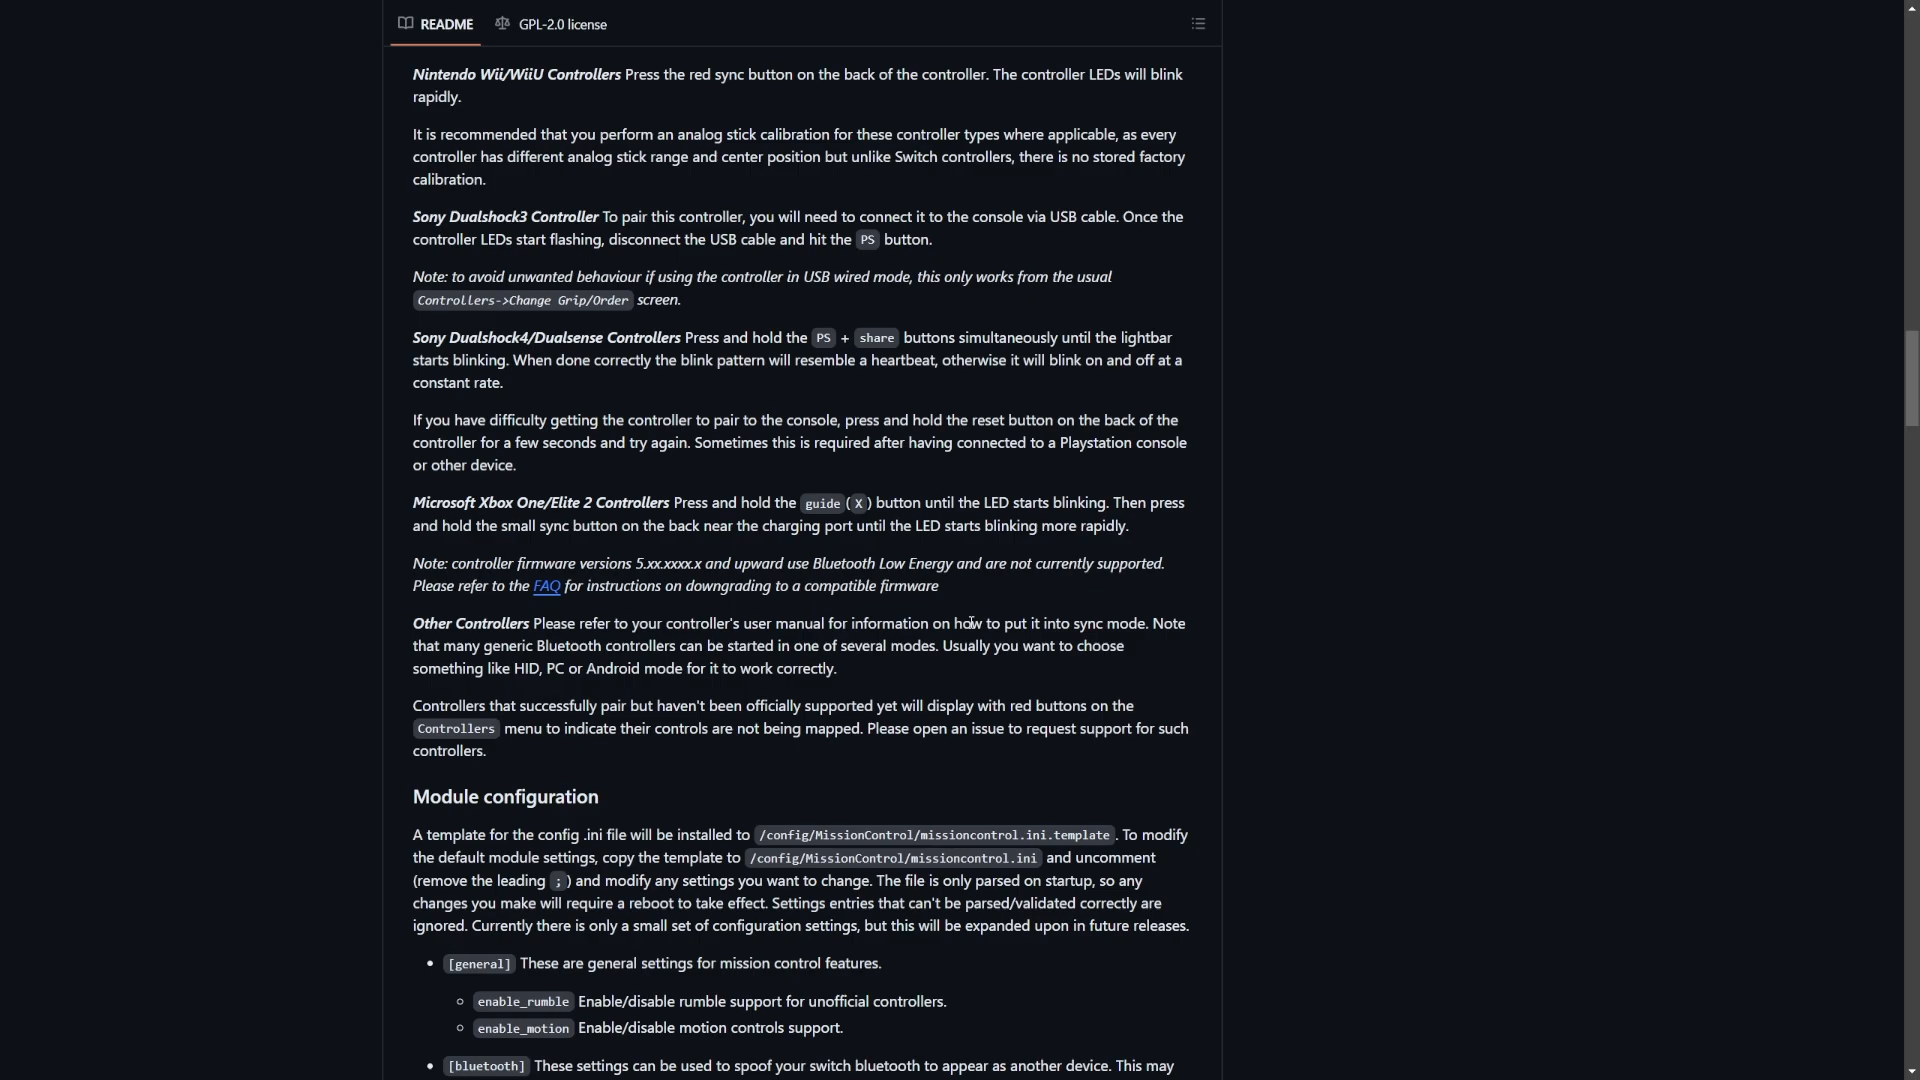 README GPL-2.0 license
Nintendo Wii/WiiU Controllers Press the red sync button on the back of the controller. The controller LEDs will blink
rapidly.
It is recommended that you perform an analog stick calibration for these controller types where applicable, as every
controller has different analog stick range and center position but unlike Switch controllers, there is no stored factory
calibration.
Sony Dualshock3 Controller To pair this controller, you will need to connect it to the console via USB cable. Once the
controller LEDs start flashing, disconnect the USB cable and hit the PS button.
Note: to avoid unwanted behaviour if using the controller in USB wired mode, this only works from the usual
Controllers->Change Grip/Order screen.
Sony Dualshock4/Dualsense Controllers Press and hold the PS + share buttons simultaneously until the lightbar
starts blinking. When done correctly the blink pattern will resemble a heartbeat, otherwise it will blink on and off at a
constant rate.
If you have difficulty getting the controller to pair to the console, press and hold the reset button on the back of the
controller for a few seconds and try again. Sometimes this is required after having connected to a Playstation console
or other device.
Microsoft Xbox One/Elite 2 Controllers Press and hold the guide (X) button until the LED starts blinking. Then press
and hold the small sync button on the back near the charging port until the LED starts blinking more rapidly.
Note: controller firmware versions 5.xx.xxxx.x and upward use Bluetooth Low Energy and are not currently supported.
Please refer to the FAQ for instructions on downgrading to a compatible firmware
Other Controllers Please refer to your controller's user manual for information on how to put it into sync mode. Note
that many generic Bluetooth controllers can be started in one of several modes. Usually you want to choose
something like HID, PC or Android mode for it to work correctly.
Controllers that successfully pair but haven't been officially supported yet will display with red buttons on the
Controllers menu to indicate their controls are not being mapped. Please open an issue to request support for such
controllers.
Module configuration
A template for the config .ini file will be installed to /config/MissionControl/missioncontrol.ini.template. To modify
the default module settings, copy the template to /config/MissionControl/missioncontrol.ini and uncomment
(remove the leading ;) and modify any settings you want to change. The file is only parsed on startup, so any
changes you make will require a reboot to take effect. Settings entries that can't be parsed/validated correctly are
ignored. Currently there is only a small set of configuration settings, but this will be expanded upon in future releases.
• [general] These are general settings for mission control features.
◦ enable_rumble Enable/disable rumble support for unofficial controllers.
◦ enable_motion Enable/disable motion controls support.
• [bluetooth] These settings can be used to spoof your switch bluetooth to appear as another device. This may